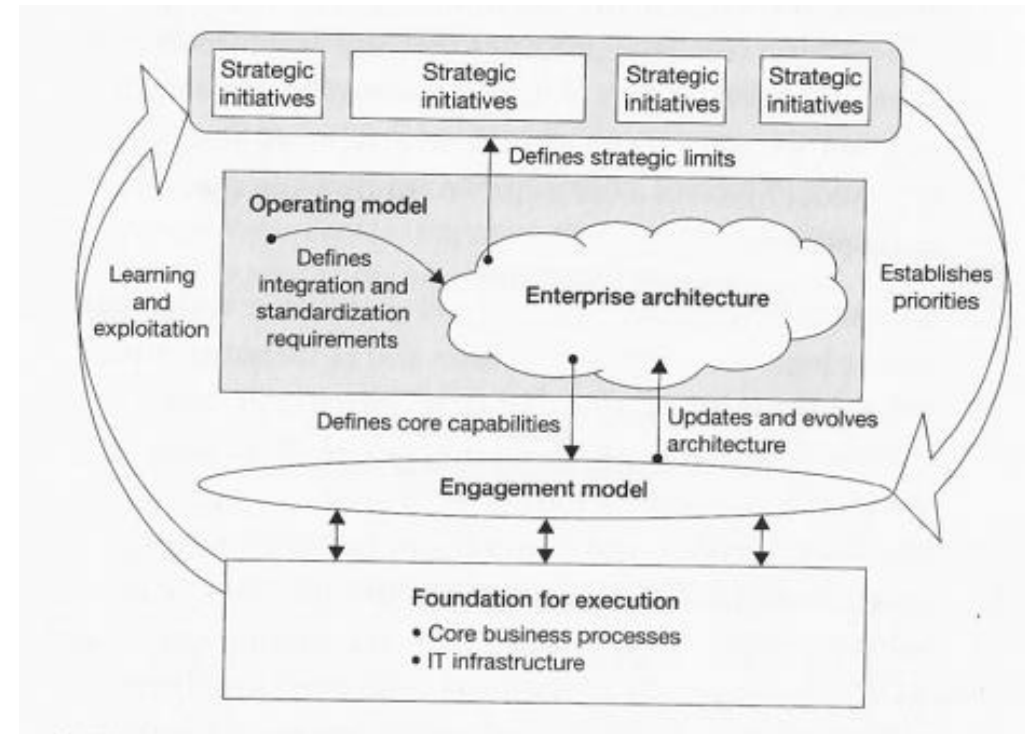 Strategic
initiatives
Strategic
initiatives
Strategic
initiatives
Strategic
initiatives
Defines strategic limits
Operating model
Defines
integration and
standardization
requirements
Enterprise architecture
Learning
and
exploitation
Establishes
priorities
Defines core capabilities
Updates and evolves
architecture
Engagement model
Foundation for execution
• Core business processes
• IT infrastructure